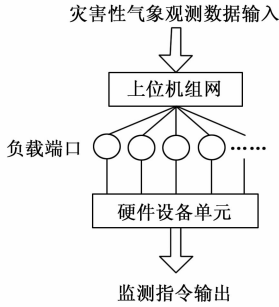 灾害性气象观测数据输入
上位机组网
负载端口
……
硬件设备单元
监测指令输出